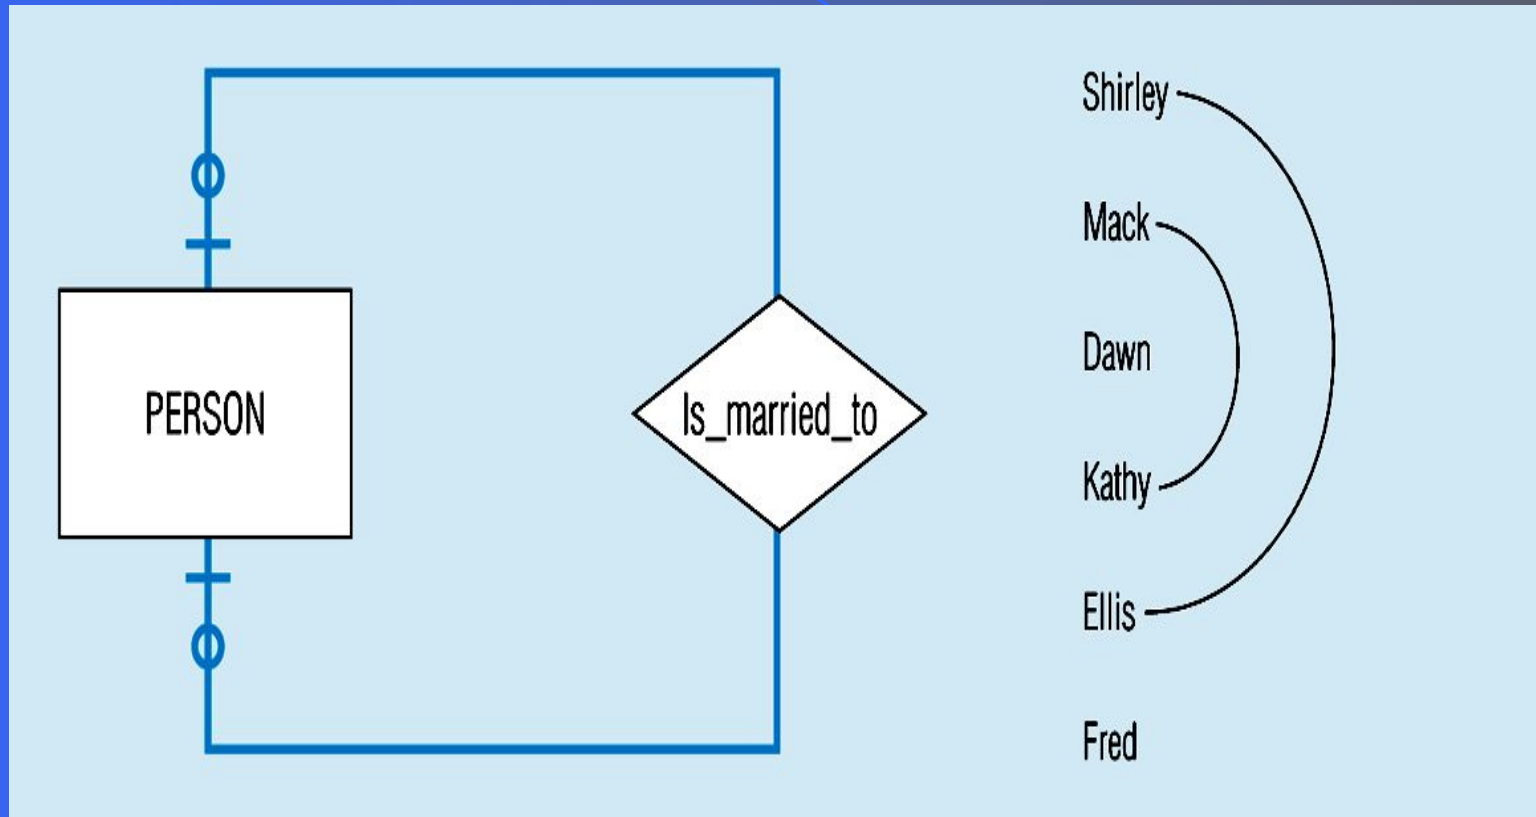 PERSON
Is_married_to
Shirley
Mack
Dawn
Kathy
Ellis
Fred